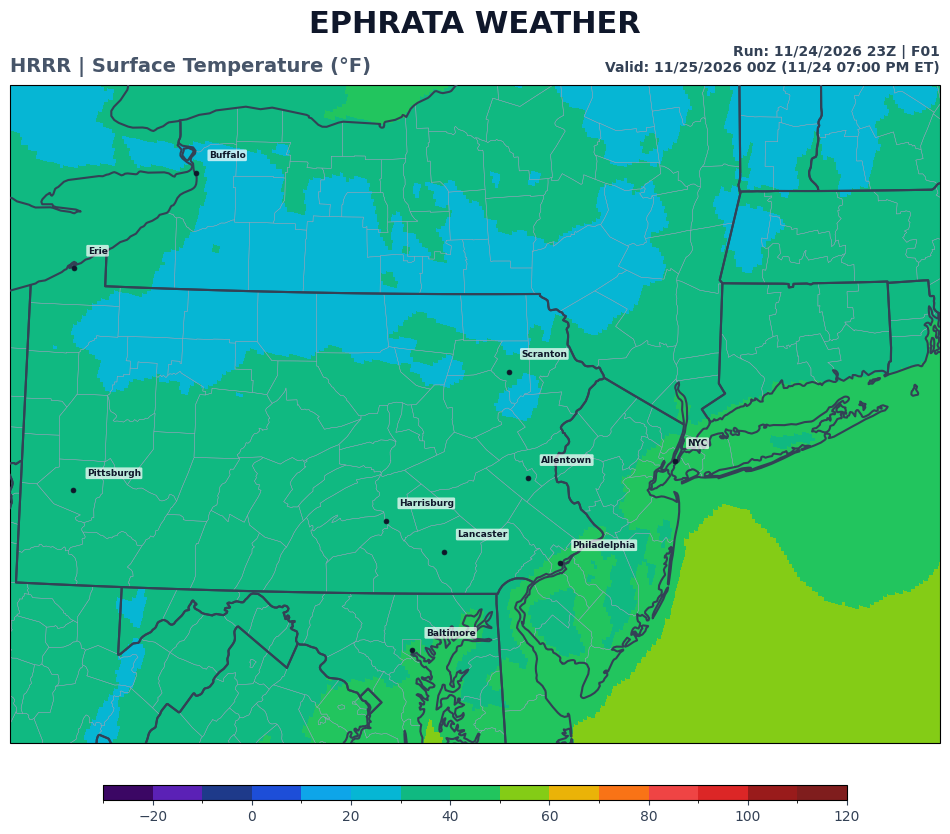 EPHRATA WEATHER
HRRR | Surface Temperature (°F)
Run: 11/24/2026 23Z | F01
Valid: 11/25/2026 00Z (11/24 07:00 PM ET)
Buffalo
Erie
Scranton
NYC
Allentown
Pittsburgh
Harrisburg
Lancaster
Philadelphia
Baltimore
−20 0 20 40 60 80 100 120